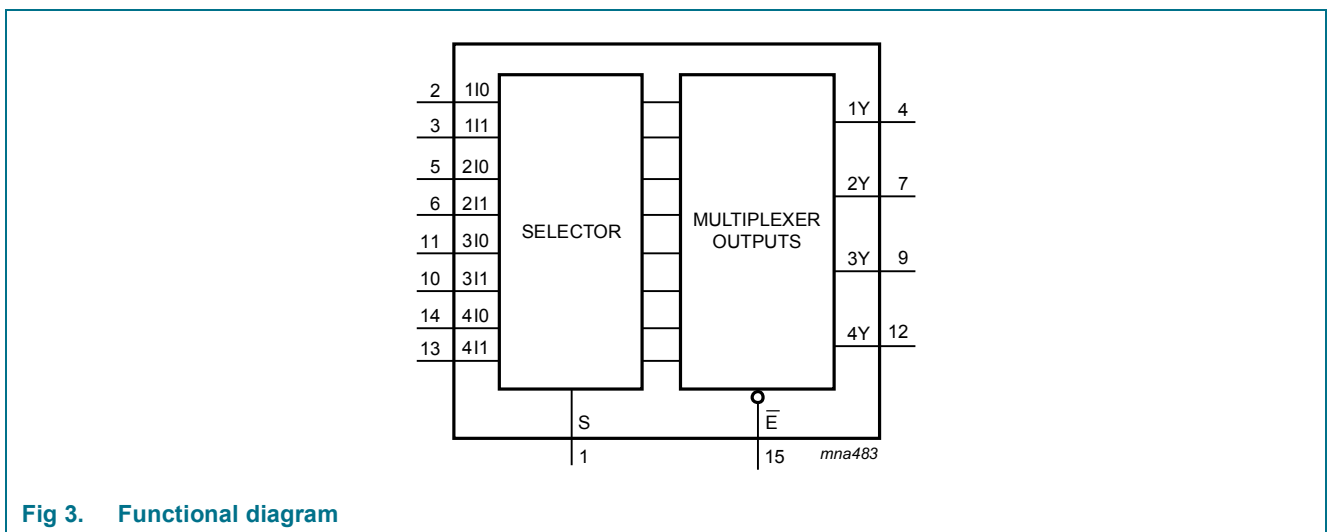 2 1I0
3 1I1
5 2I0
6 2I1
11 3I0
10 3I1
14 4I0
13 4I1
SELECTOR
MULTIPLEXER
OUTPUTS
1Y 4
2Y 7
3Y 9
4Y 12
S
1
E̅
15
mna483
Fig 3. Functional diagram